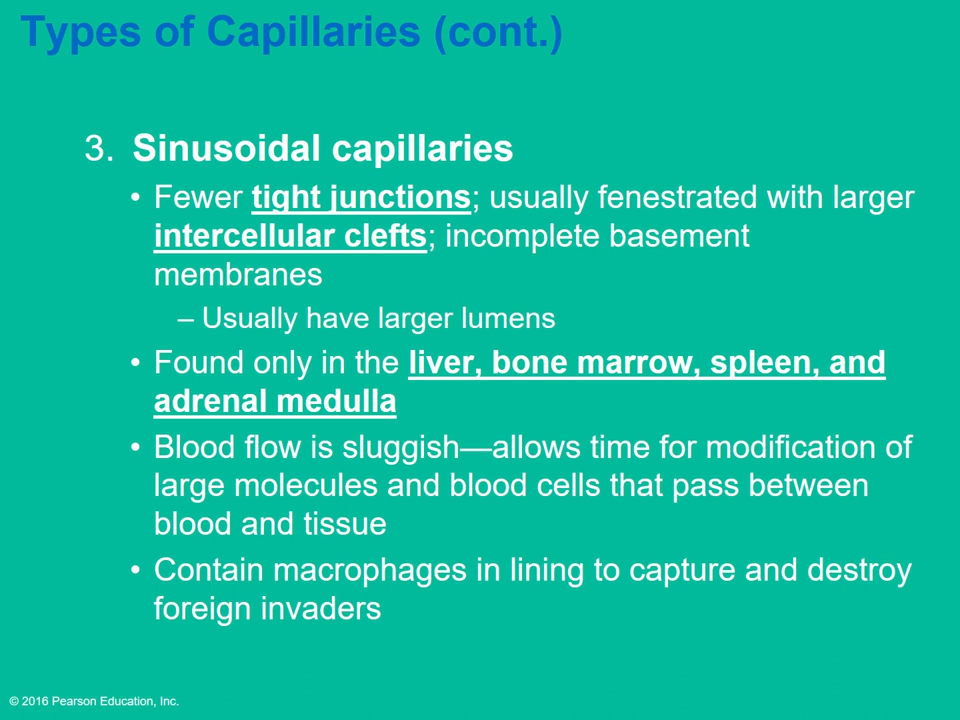 Types of Capillaries (cont.)
3. Sinusoidal capillaries
• Fewer tight junctions; usually fenestrated with larger
intercellular clefts; incomplete basement
membranes
– Usually have larger lumens
• Found only in the liver, bone marrow, spleen, and
adrenal medulla
• Blood flow is sluggish—allows time for modification of
large molecules and blood cells that pass between
blood and tissue
• Contain macrophages in lining to capture and destroy
foreign invaders
© 2016 Pearson Education, Inc.